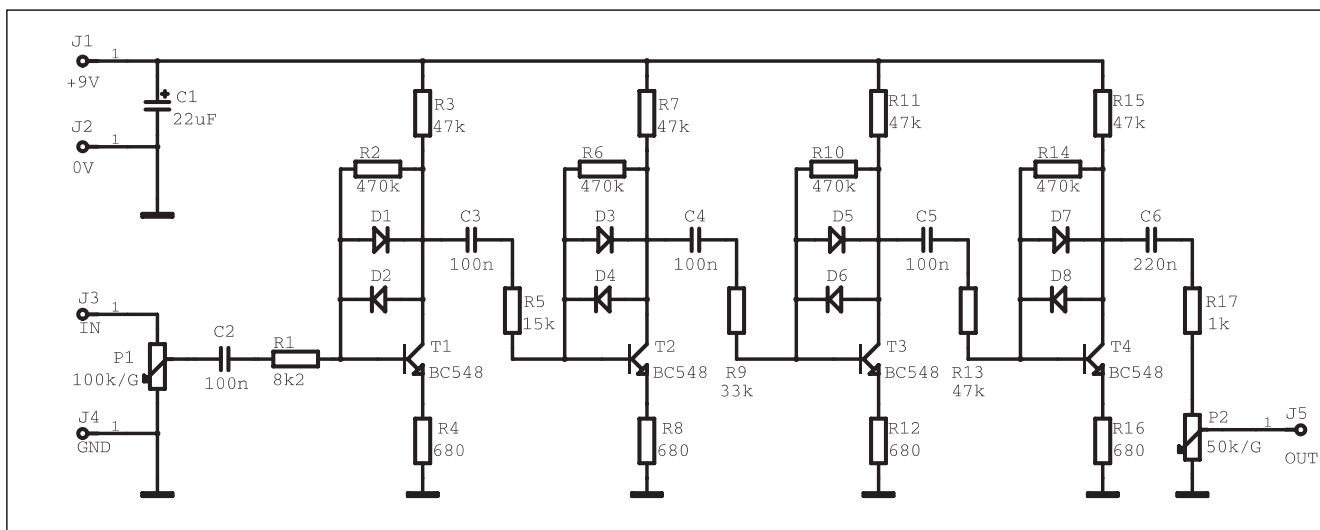 J1
1
+9V
C1
22uF
J2
1
0V
R3
47k
R7
47k
R11
47k
R15
47k
R2
470k
R6
470k
R10
470k
R14
470k
D1
C3
100n
D3
C4
100n
D5
C5
100n
D7
C6
220n
D2
D4
D6
D8
R5
15k
R17
1k
J3
1
IN
P1
100k/G
C2
100n
R1
8k2
T1
BC548
T2
BC548
R9
33k
T3
BC548
R13
47k
T4
BC548
J4
1
GND
R4
680
R8
680
R12
680
R16
680
P2
50k/G
1
J5
OUT